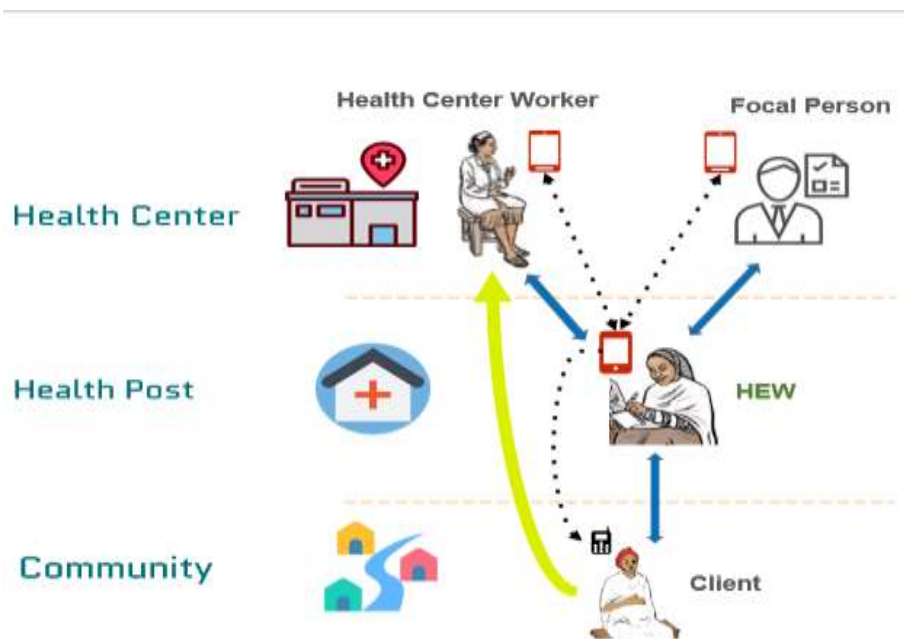 Health Center Worker
Focal Person
Health Center
Health Post
HEW
Community
Client